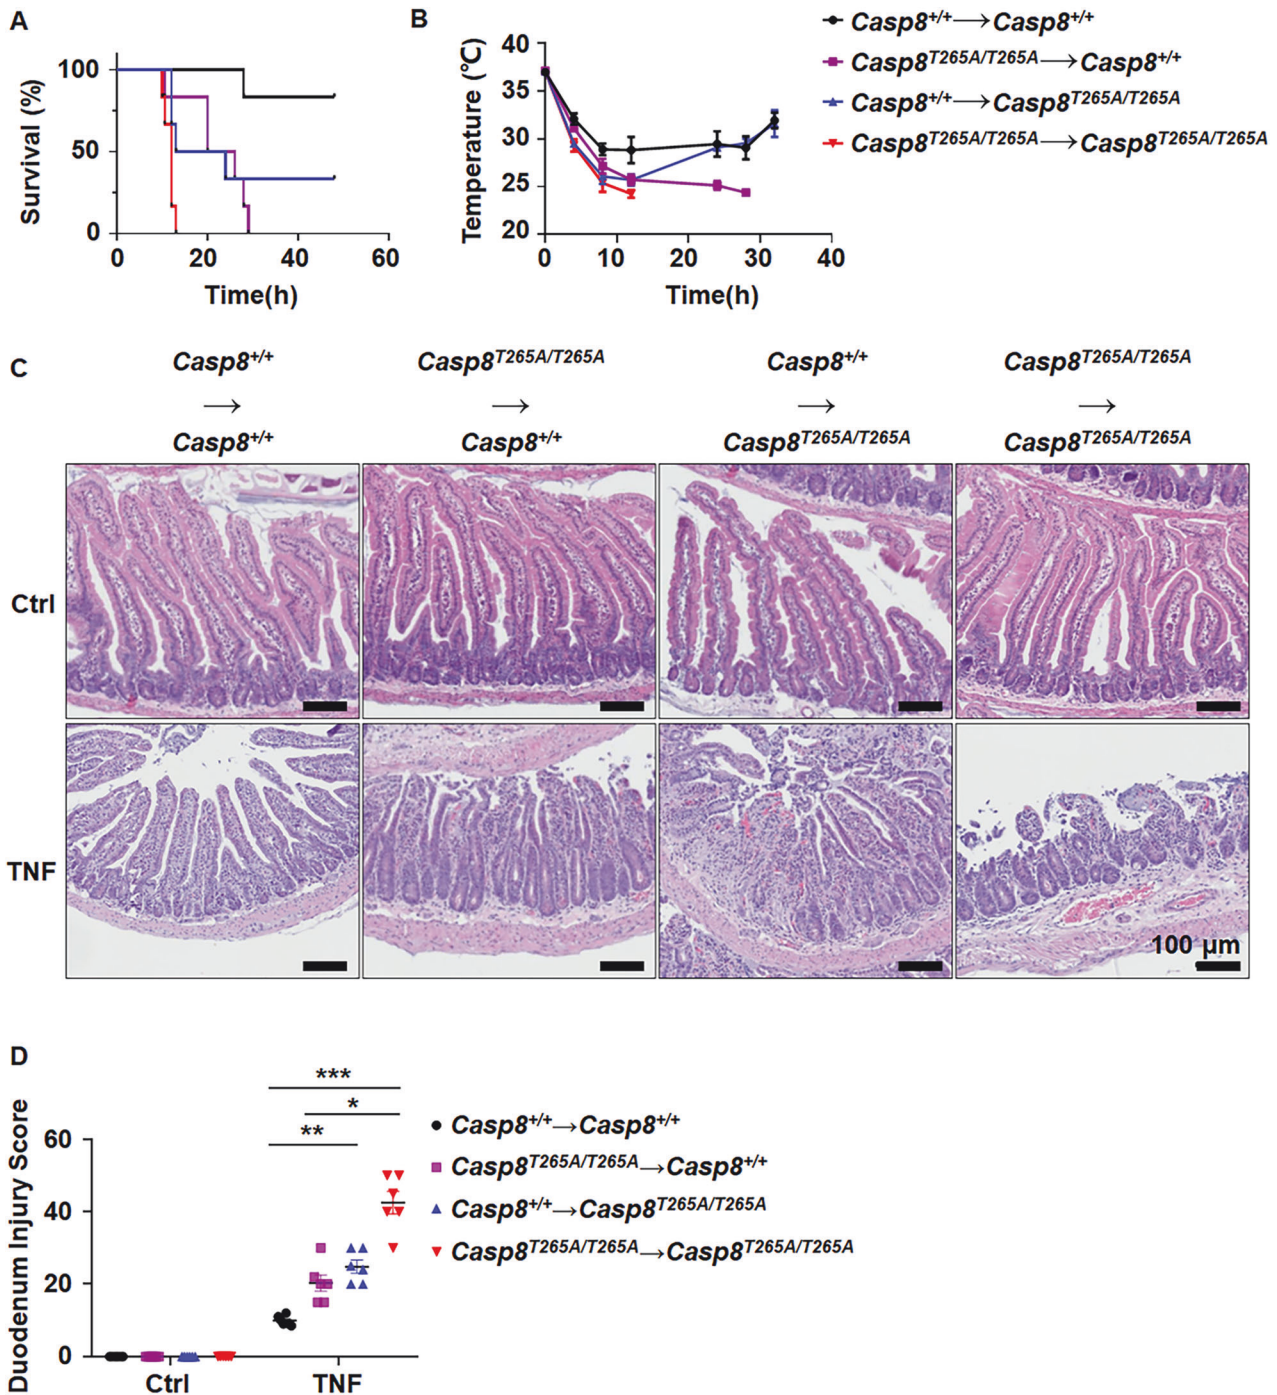 A
Survival (%)
100
50
0
0
20
40
60
Time(h)
B
Temperature (℃)
40
35
30
25
20
0
10
20
30
40
Time(h)
Casp8+/+→Casp8+/+
Casp8T265A/T265A→Casp8+/+
Casp8+/+→Casp8T265A/T265A
Casp8T265A/T265A→Casp8T265A/T265A
C
Casp8+/+ Casp8T265A/T265A Casp8+/+ Casp8T265A/T265A
→ → → →
Casp8+/+ Casp8+/+ Casp8T265A/T265A Casp8T265A/T265A
Ctrl
TNF
100 μm
D
Duodenum Injury Score
60
40
20
0
Ctrl
TNF
***
*
**
Casp8+/+→Casp8+/+
Casp8T265A/T265A→Casp8+/+
Casp8+/+→Casp8T265A/T265A
Casp8T265A/T265A→Casp8T265A/T265A